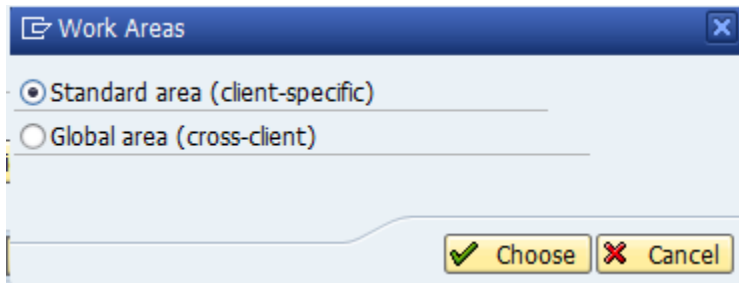 Work Areas
Standard area (client-specific)
Global area (cross-client)
Choose Cancel